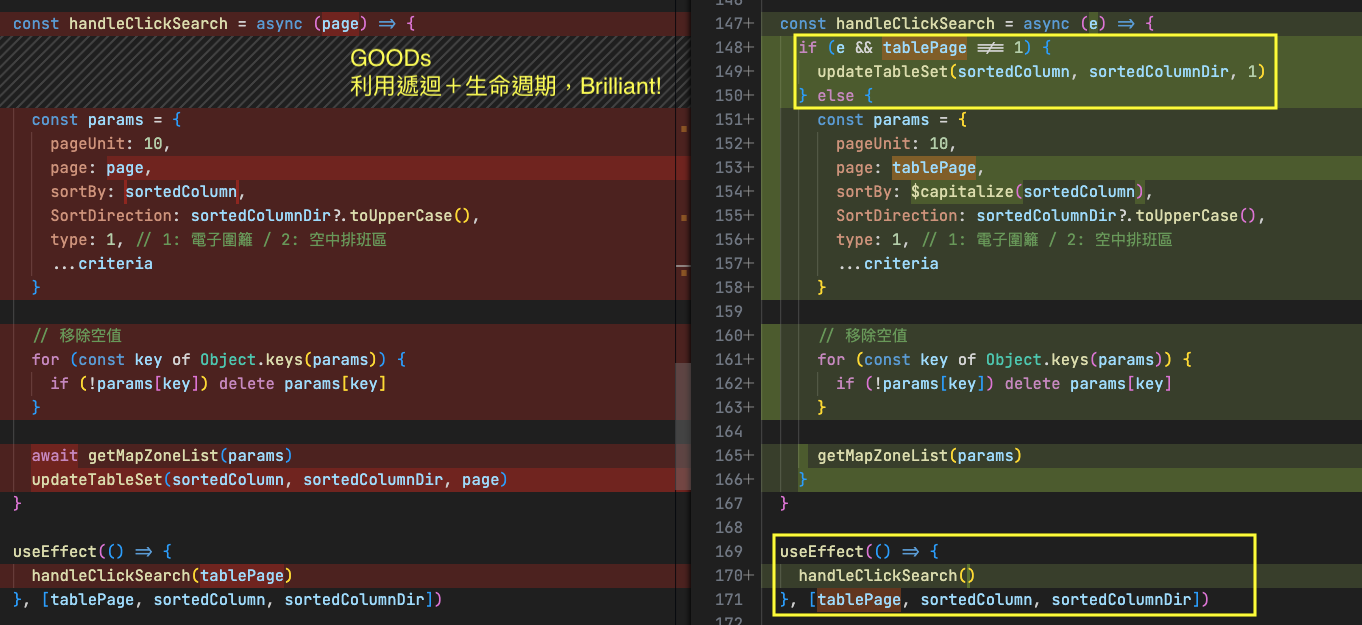 const handleClickSearch = async (page) => {
GOODs
利用遞迴＋生命週期，Brilliant!
const params = {
pageUnit: 10,
page: page,
sortBy: sortedColumn,
SortDirection: sortedColumnDir?.toUpperCase(),
type: 1, // 1: 電子圍籬 / 2: 空中排班區
...criteria
}
// 移除空值
for (const key of Object.keys(params)) {
if (!params[key]) delete params[key]
}
await getMapZoneList(params)
updateTableSet(sortedColumn, sortedColumnDir, page)
}
useEffect(() => {
handleClickSearch(tablePage)
}, [tablePage, sortedColumn, sortedColumnDir])
147+ const handleClickSearch = async (e) => {
148+ if (e && tablePage !== 1) {
149+ updateTableSet(sortedColumn, sortedColumnDir, 1)
150+ } else {
151+ const params = {
152+ pageUnit: 10,
153+ page: tablePage,
154+ sortBy: $capitalize(sortedColumn),
155+ SortDirection: sortedColumnDir?.toUpperCase(),
156+ type: 1, // 1: 電子圍籬 / 2: 空中排班區
157+ ...criteria
158+ }
159
160+ // 移除空值
161+ for (const key of Object.keys(params)) {
162+ if (!params[key]) delete params[key]
163+ }
164
165+ getMapZoneList(params)
166+ }
167 }
168
169 useEffect(() => {
170+ handleClickSearch()
171 }, [tablePage, sortedColumn, sortedColumnDir])